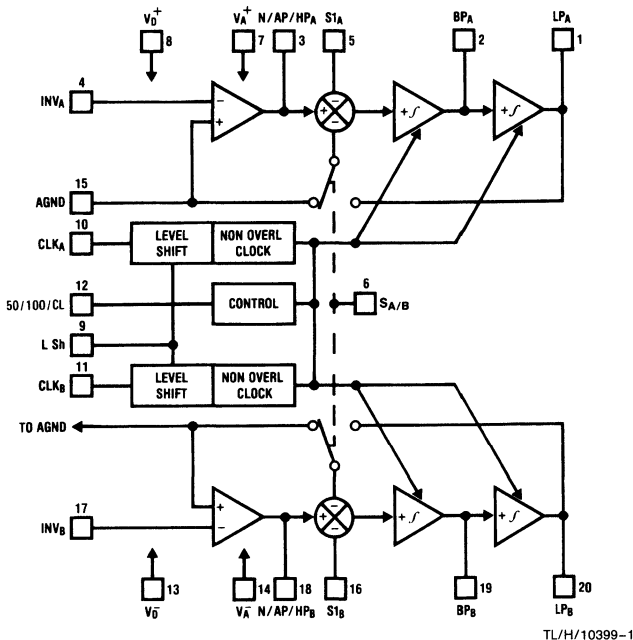 V_D^+ V_A^+ N/AP/HP_A S1_A BP_A LP_A
8 7 3 5 2 1
4
INV_A
- +
+ - -
+∫ +∫
15
AGND
10
CLK_A
LEVEL SHIFT
NON OVERL CLOCK
12
50/100/CL
CONTROL
6
S_A/B
9
L Sh
11
CLK_B
LEVEL SHIFT
NON OVERL CLOCK
TO AGND
17
INV_B
+ -
+ - -
+∫ +∫
13 14 18 16 19 20
V_D^- V_A^- N/AP/HP_B S1_B BP_B LP_B
TL/H/10399-1